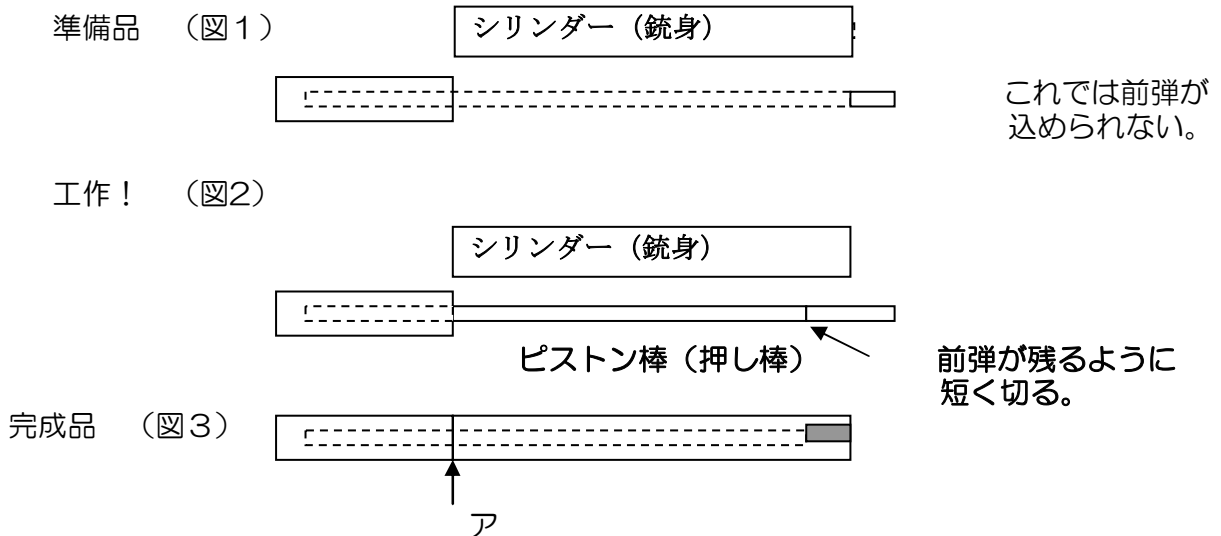 準備品 （図１）
シリンダー（銃身）
これでは前弾が
込められない。
工作！ （図2）
シリンダー（銃身）
ピストン棒（押し棒）
前弾が残るように
短く切る。
完成品 （図３）
ア